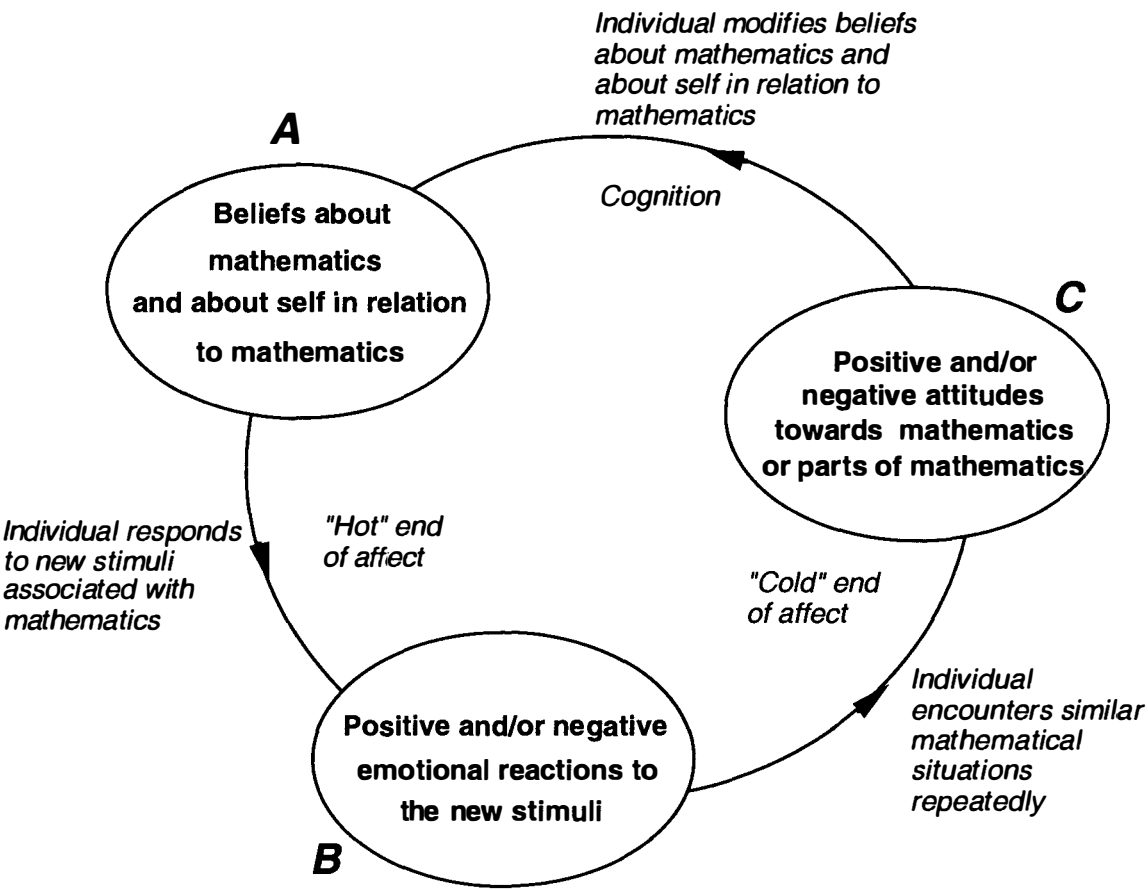 Individual modifies beliefs
about mathematics and
about self in relation to
mathematics
A
Cognition
Beliefs about
mathematics
and about self in relation
to mathematics
C
Positive and/or
negative attitudes
towards mathematics
or parts of mathematics
Individual responds
to new stimuli
associated with
mathematics
"Hot" end
of affect
"Cold" end
of affect
Individual
encounters similar
mathematical
situations
repeatedly
Positive and/or negative
emotional reactions to
the new stimuli
B